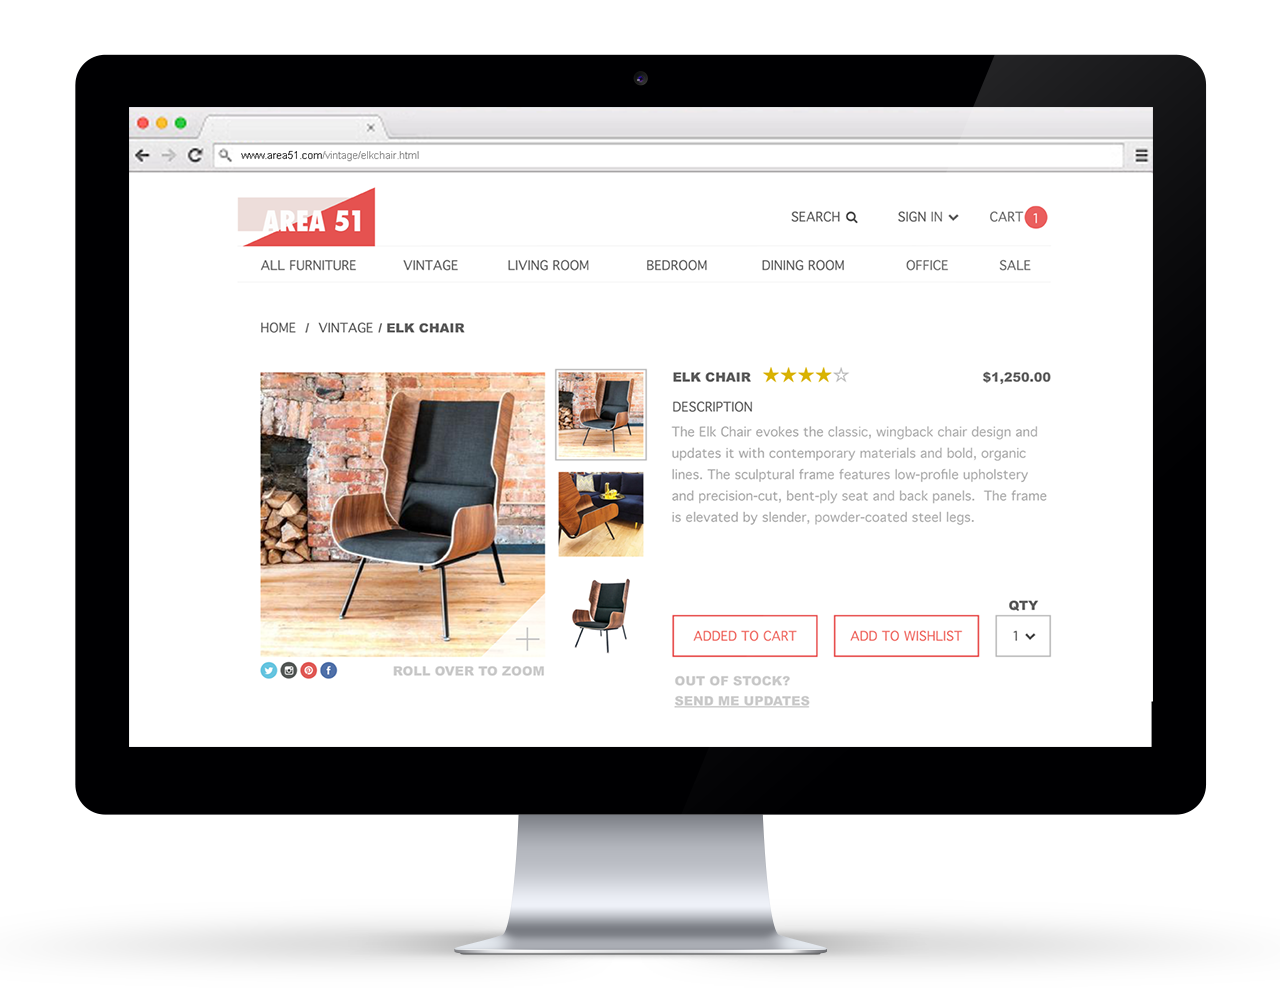 www.area51.com/vintage/elkchair.html
AREA 51
SEARCH
SIGN IN
CART 1
ALL FURNITURE VINTAGE LIVING ROOM BEDROOM DINING ROOM OFFICE SALE
HOME / VINTAGE / ELK CHAIR
ELK CHAIR
$1,250.00
DESCRIPTION
The Elk Chair evokes the classic, wingback chair design and
updates it with contemporary materials and bold, organic
lines. The sculptural frame features low-profile upholstery
and precision-cut, bent-ply seat and back panels. The frame
is elevated by slender, powder-coated steel legs.
QTY
ADDED TO CART
ADD TO WISHLIST
1
ROLL OVER TO ZOOM
OUT OF STOCK?
SEND ME UPDATES